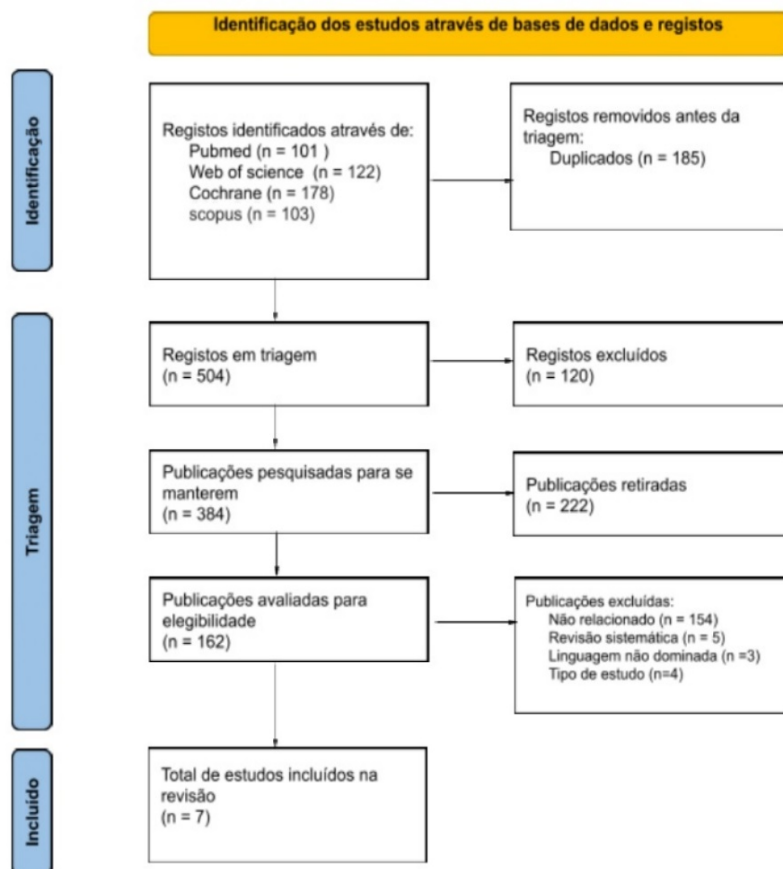 Identificação dos estudos através de bases de dados e registos
Identificação
Registos identificados através de:
Pubmed (n = 101 )
Web of science (n = 122)
Cochrane (n = 178)
scopus (n = 103)
Registos removidos antes da
triagem:
Duplicados (n = 185)
Triagem
Registos em triagem
(n = 504)
Registos excluídos
(n = 120)
Publicações pesquisadas para se
manterem
(n = 384)
Publicações retiradas
(n = 222)
Publicações avaliadas para
elegibilidade
(n = 162)
Publicações excluídas:
Não relacionado (n = 154)
Revisão sistemática (n = 5)
Linguagem não dominada (n =3)
Tipo de estudo (n=4)
Incluído
Total de estudos incluídos na
revisão
(n = 7)